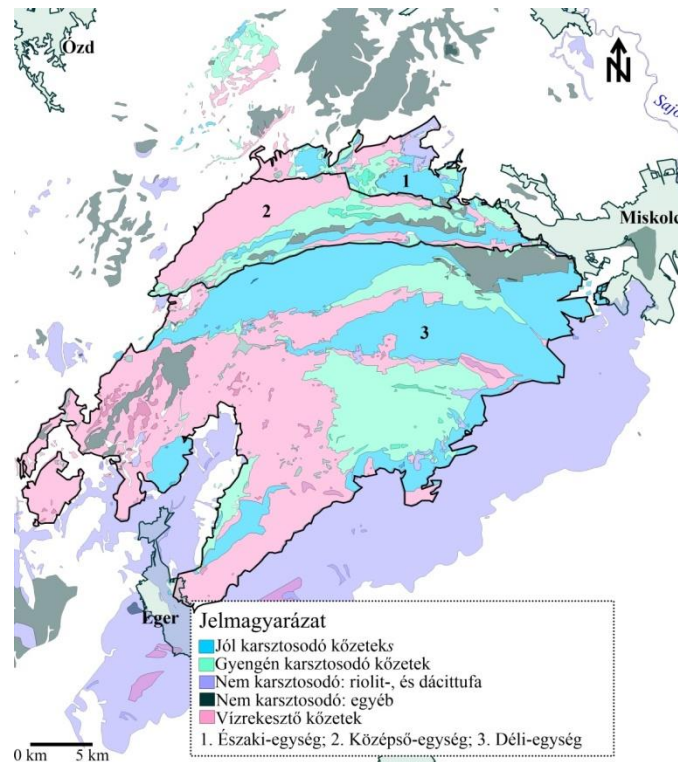 Ózd
N
Sajó
1
2
Miskolc
3
Eger
Jelmagyarázat
Jól karsztosodó kőzeteks
Gyengén karsztosodó kőzetek
Nem karsztosodó: riolit-, és dácittufa
Nem karsztosodó: egyéb
Vízrekesztő kőzetek
1. Északi-egység; 2. Középső-egység; 3. Déli-egység
0 km 5 km